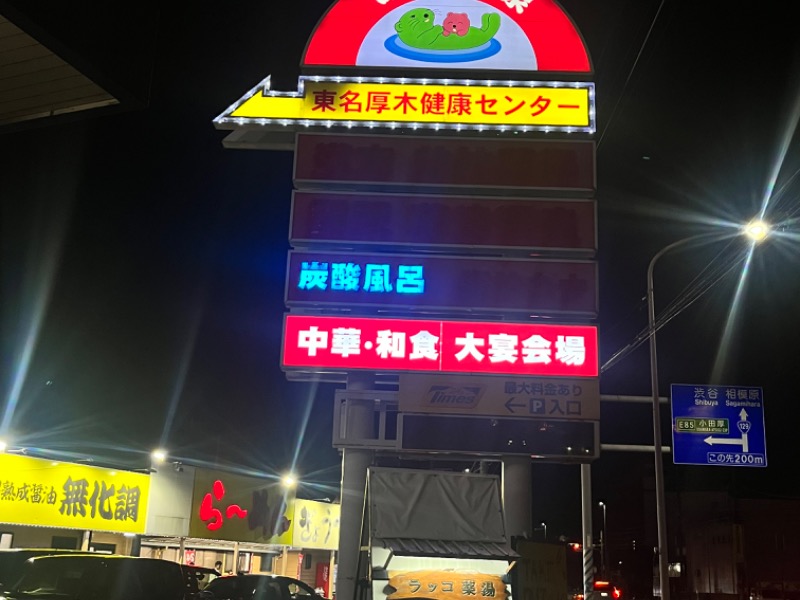 東名厚木健康センター
炭酸風呂
中華・和食 大宴会場
Times
最大料金あり
←P入口
渋谷 相模原
Shibuya Sagamihara
E85 小田厚
129
この先200m
熟成醤油 無化調
らーめん
ぎょうざ
ラッコ薬湯